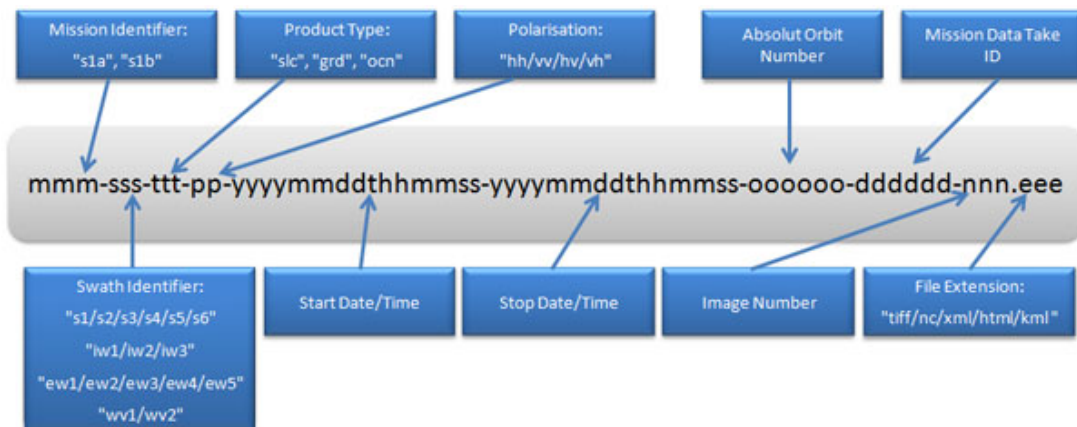 Mission Identifier:
"s1a", "s1b"
Product Type:
"slc", "grd", "ocn"
Polarisation:
"hh/vv/hv/vh"
Absolut Orbit
Number
Mission Data Take
ID
mmm-sss-ttt-pp-yyyymmddthhmmss-yyyymmddthhmmss-oooooo-dddddd-nnn.eee
Swath Identifier:
"s1/s2/s3/s4/s5/s6"
"iw1/iw2/iw3"
"ew1/ew2/ew3/ew4/ew5"
"wv1/wv2"
Start Date/Time
Stop Date/Time
Image Number
File Extension:
"tiff/nc/xml/html/kml"